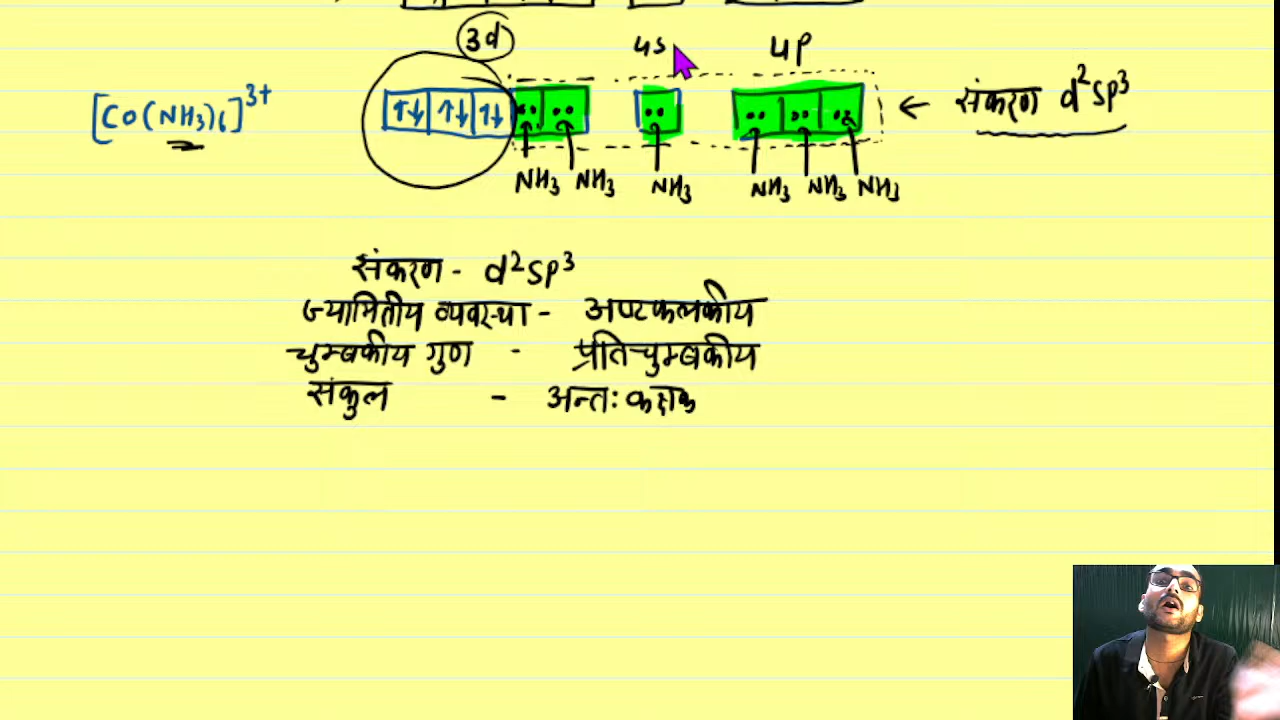 3d 4s 4p
[Co(NH3)6]3+ ↑↓ ↑↓ ↑↓ ← संकरण d²sp³
NH3 NH3 NH3 NH3 NH3 NH3
संकरण - d²sp³
ज्यामितीय व्यवस्था - अष्टफलकीय
चुम्बकीय गुण - प्रतिचुम्बकीय
संकुल - अन्तः कक्षक